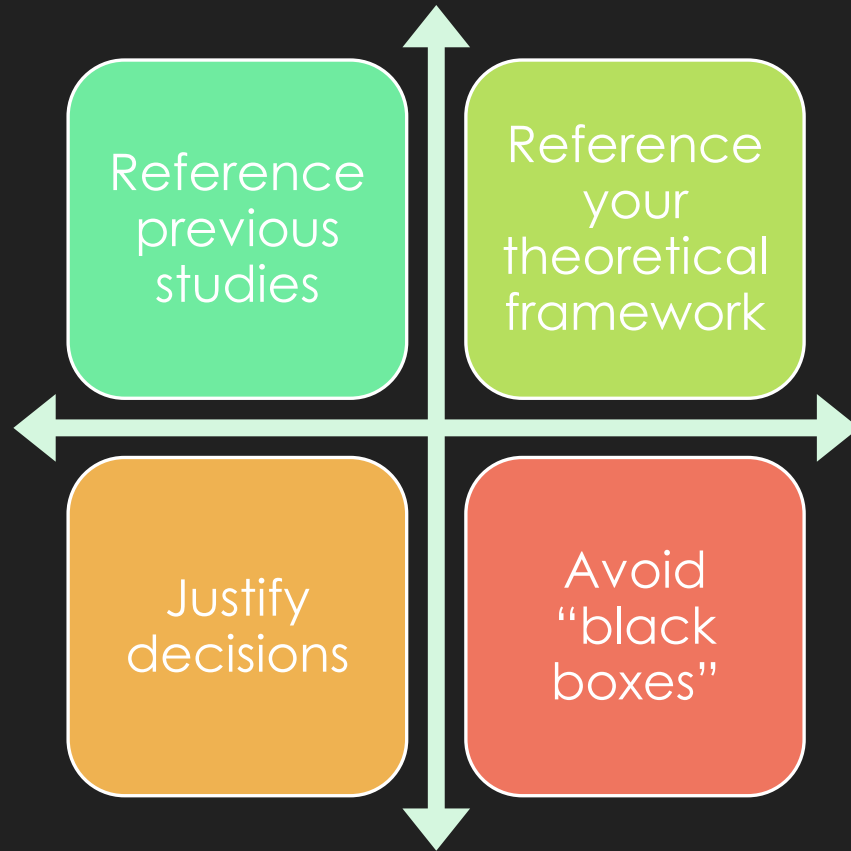 Reference
previous
studies
Reference
your
theoretical
framework
Justify
decisions
Avoid
“black
boxes”